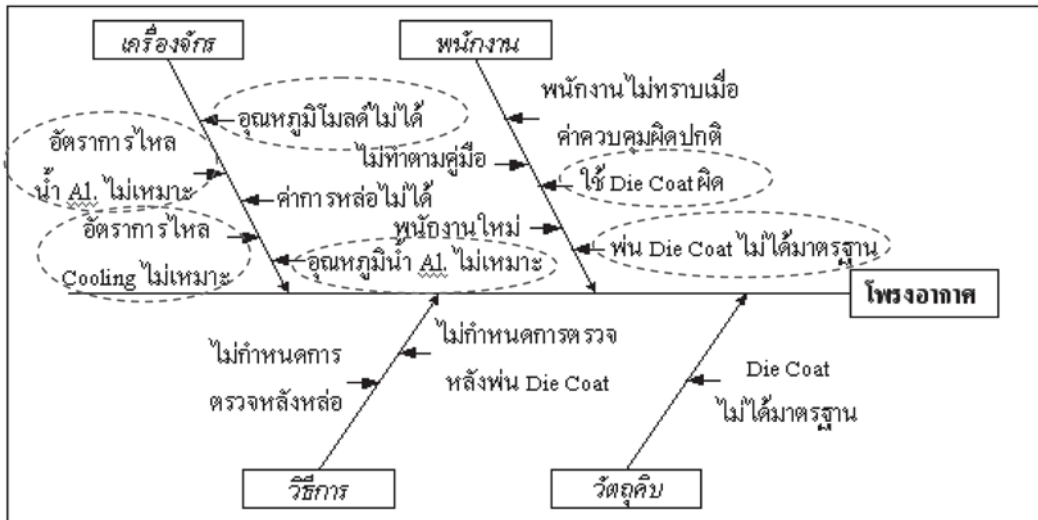 เครื่องจักร
พนักงาน
อุณหภูมิโมลด์ไม่ได้
อัตราการไหล
น้ำ Al. ไม่เหมาะ
ค่าการหล่อไม่ได้
อัตราการไหล
Cooling ไม่เหมาะ
อุณหภูมิน้ำ Al. ไม่เหมาะ
พนักงานไม่ทราบเมื่อ
ค่าควบคุมผิดปกติ
ไม่ทำตามคู่มือ
ใช้ Die Coat ผิด
พนักงานใหม่
พ่น Die Coat ไม่ได้มาตรฐาน
โพรงอากาศ
ไม่กำหนดการ
ตรวจหลังหล่อ
ไม่กำหนดการตรวจ
หลังพ่น Die Coat
Die Coat
ไม่ได้มาตรฐาน
วิธีการ
วัตถุดิบ